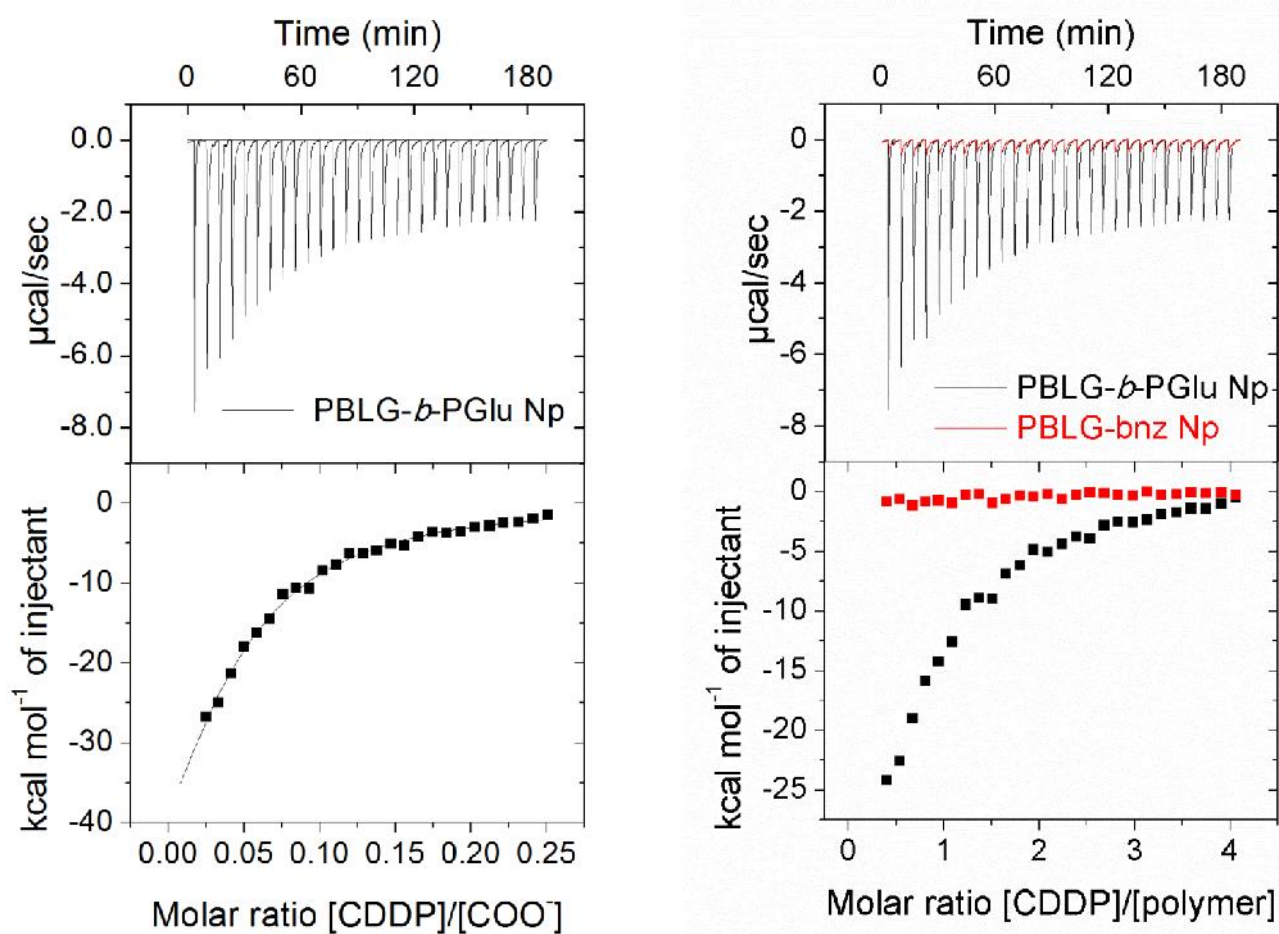 Time (min)
0 60 120 180
0.0
-2.0
-4.0
-6.0
-8.0
µcal/sec
PBLG-b-PGlu Np
0
-10
-20
-30
-40
kcal mol⁻¹ of injectant
0.00 0.05 0.10 0.15 0.20 0.25
Molar ratio [CDDP]/[COO⁻]
Time (min)
0 60 120 180
0
-2
-4
-6
-8
µcal/sec
PBLG-b-PGlu Np
PBLG-bnz Np
0
-5
-10
-15
-20
-25
kcal mol⁻¹ of injectant
0 1 2 3 4
Molar ratio [CDDP]/[polymer]